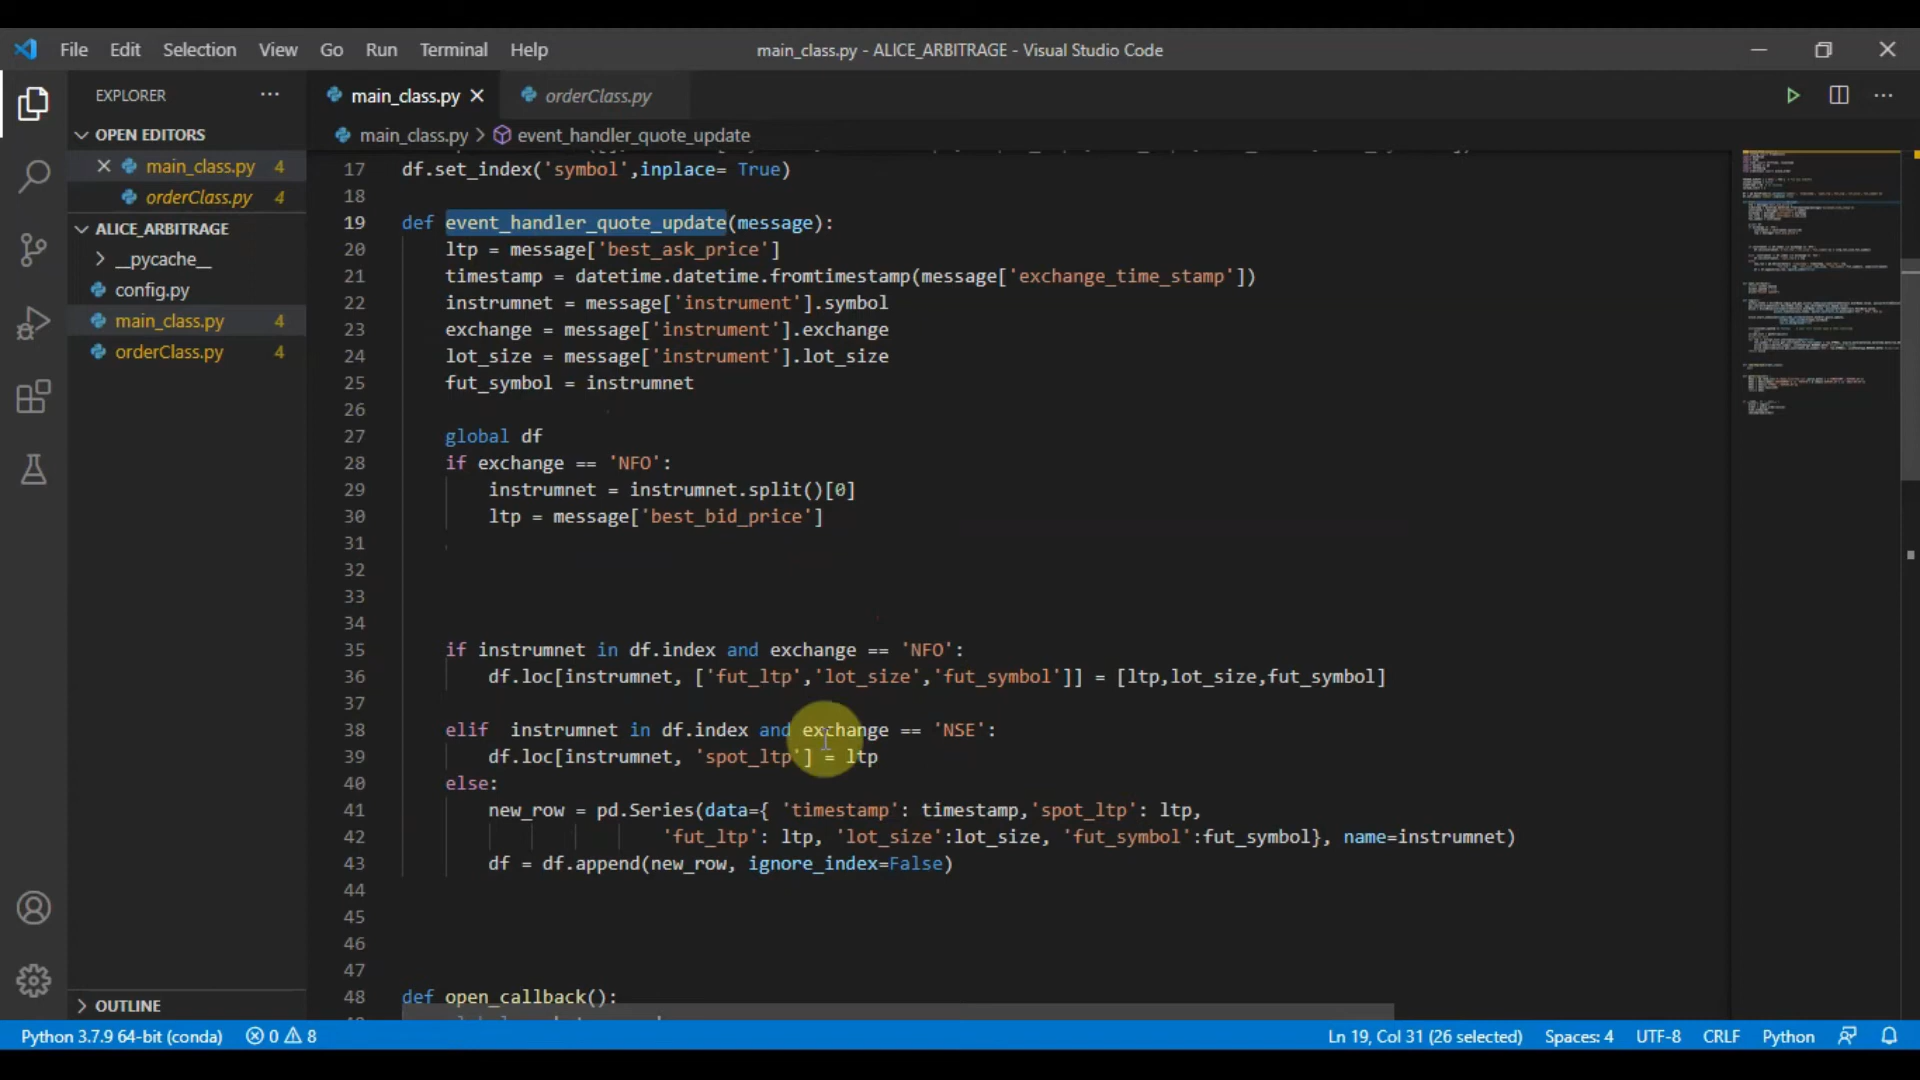 File Edit Selection View Go Run Terminal Help
main_class.py - ALICE_ARBITRAGE - Visual Studio Code
EXPLORER
OPEN EDITORS
main_class.py 4
orderClass.py 4
ALICE_ARBITRAGE
__pycache__
config.py
main_class.py 4
orderClass.py 4
OUTLINE
main_class.py
orderClass.py
main_class.py > event_handler_quote_update
17 df.set_index('symbol',inplace= True)
18
19 def event_handler_quote_update(message):
20 ltp = message['best_ask_price']
21 timestamp = datetime.datetime.fromtimestamp(message['exchange_time_stamp'])
22 instrumnet = message['instrument'].symbol
23 exchange = message['instrument'].exchange
24 lot_size = message['instrument'].lot_size
25 fut_symbol = instrumnet
26
27 global df
28 if exchange == 'NFO':
29 instrumnet = instrumnet.split()[0]
30 ltp = message['best_bid_price']
31
32
33
34
35 if instrumnet in df.index and exchange == 'NFO':
36 df.loc[instrumnet, ['fut_ltp','lot_size','fut_symbol']] = [ltp,lot_size,fut_symbol]
37
38 elif  instrumnet in df.index and exchange == 'NSE':
39 df.loc[instrumnet, 'spot_ltp'] = ltp
40 else:
41 new_row = pd.Series(data={ 'timestamp': timestamp,'spot_ltp': ltp,
42 'fut_ltp': ltp, 'lot_size':lot_size, 'fut_symbol':fut_symbol}, name=instrumnet)
43 df = df.append(new_row, ignore_index=False)
44
45
46
47
48 def open_callback():
Python 3.7.9 64-bit (conda) 0 8
Ln 19, Col 31 (26 selected) Spaces: 4 UTF-8 CRLF Python